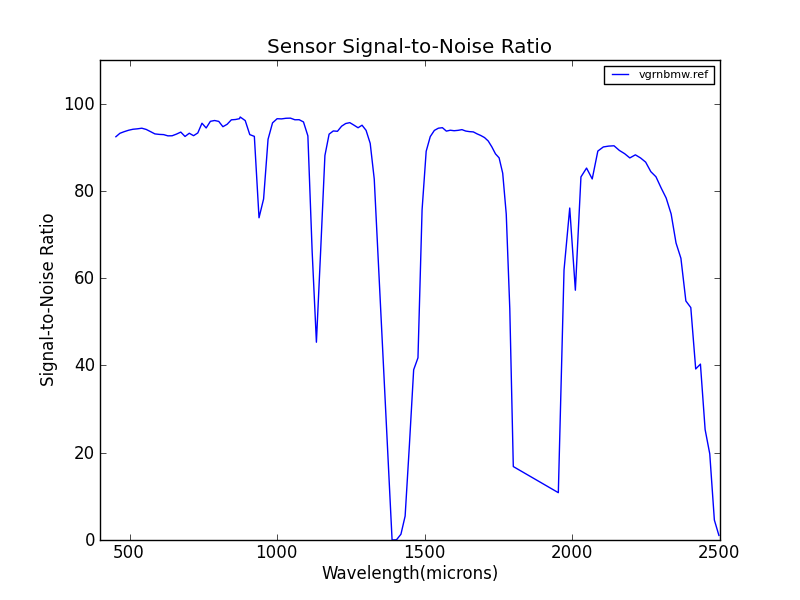 Sensor Signal-to-Noise Ratio
vgrnbmw.ref
100
80
60
40
20
0
Signal-to-Noise Ratio
500
1000
1500
2000
2500
Wavelength(microns)